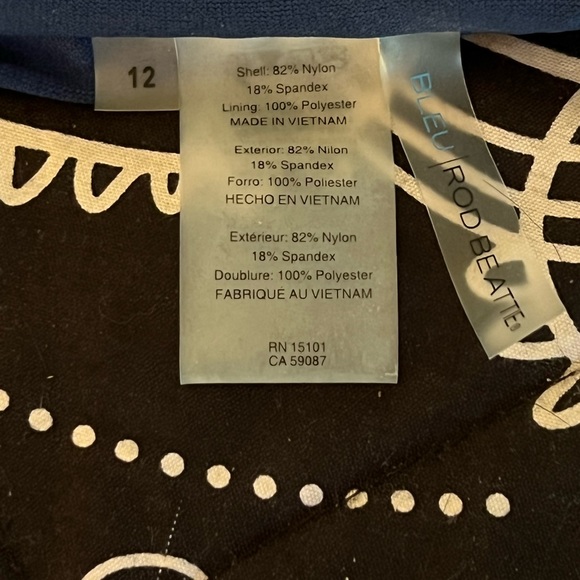 12
Shell: 82% Nylon
18% Spandex
Lining: 100% Polyester
MADE IN VIETNAM
Exterior: 82% Nilon
18% Spandex
Forro: 100% Poliester
HECHO EN VIETNAM
Extérieur: 82% Nylon
18% Spandex
Doublure: 100% Polyester
FABRIQUÉ AU VIETNAM
RN 15101
CA 59087
BLEU|ROD BEATTIE®